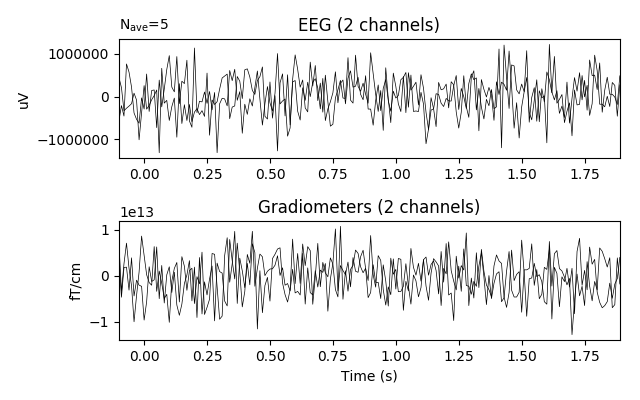 N_ave=5
EEG (2 channels)
1000000
0
−1000000
uV
0.00 0.25 0.50 0.75 1.00 1.25 1.50 1.75
1e13
Gradiometers (2 channels)
1
0
−1
fT/cm
0.00 0.25 0.50 0.75 1.00 1.25 1.50 1.75
Time (s)